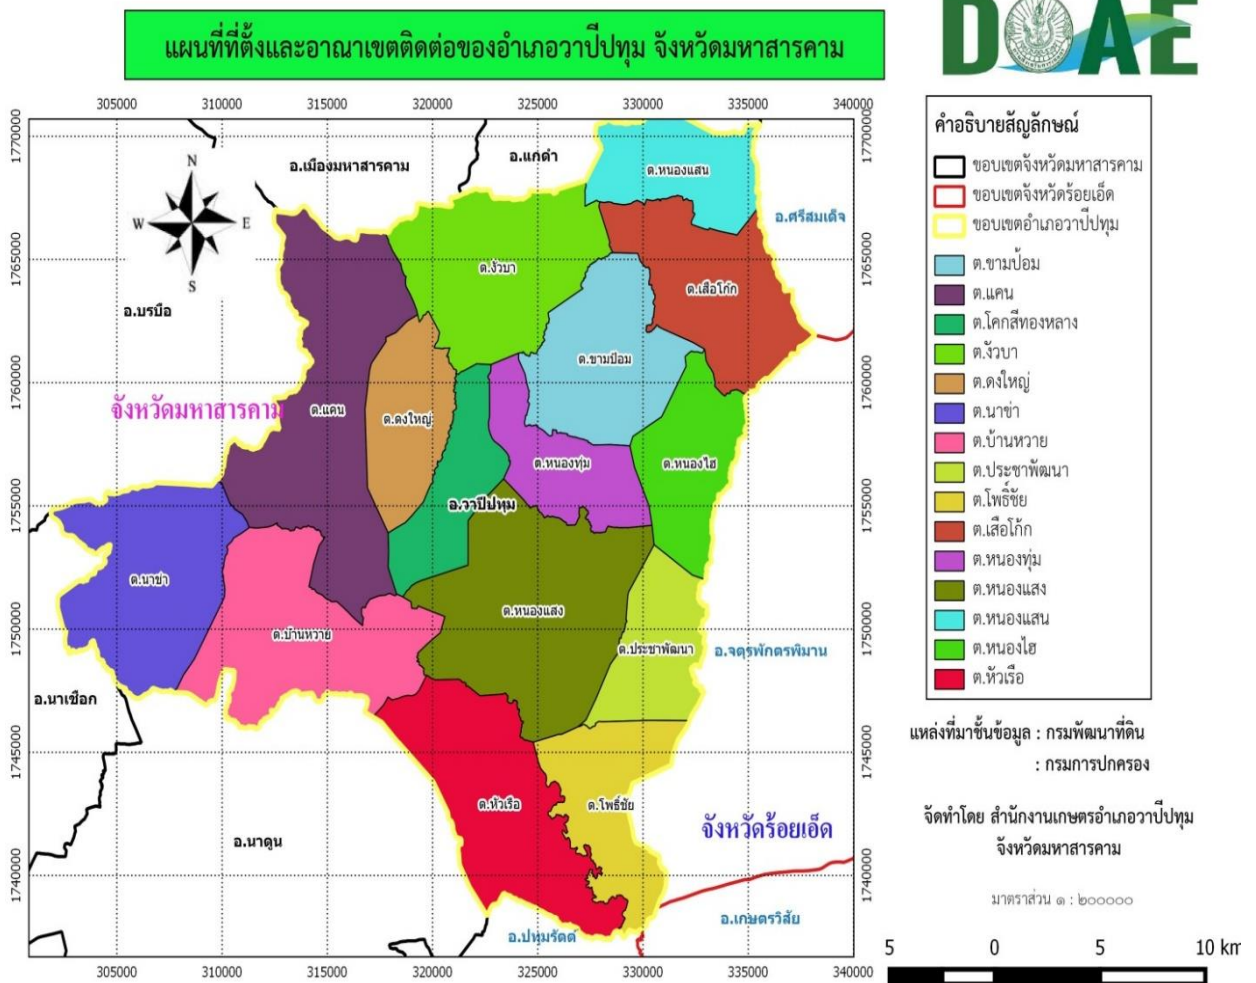 แผนที่ที่ตั้งและอาณาเขตติดต่อของอำเภอวาปีปทุม จังหวัดมหาสารคาม
DOAE
305000 310000 315000 320000 325000 330000 335000 340000
1770000
1765000
1760000
1755000
1750000
1745000
1740000
N
W E
S
อ.เมืองมหาสารคาม
อ.แกดำ
ต.หนองแสน
อ.ศรีสมเด็จ
ต.งัวบา
ต.เสือโก้ก
อ.บรบือ
ต.ขามป้อม
จังหวัดมหาสารคาม
ต.แคน
ต.ดงใหญ่
ต.หนองทุ่ม
ต.หนองไฮ
อ.วาปีปทุม
ต.นาข่า
ต.หนองแสง
ต.บ้านหวาย
ต.ประชาพัฒนา
อ.จตุรพักตรพิมาน
อ.นาเชือก
ต.หัวเรือ
ต.โพธิ์ชัย
จังหวัดร้อยเอ็ด
อ.นาดูน
อ.เกษตรวิสัย
อ.ปทุมรัตต์
1770000
1765000
1760000
1755000
1750000
1745000
1740000
305000 310000 315000 320000 325000 330000 335000 340000
คำอธิบายสัญลักษณ์
ขอบเขตจังหวัดมหาสารคาม
ขอบเขตจังหวัดร้อยเอ็ด
ขอบเขตอำเภอวาปีปทุม
ต.ขามป้อม
ต.แคน
ต.โคกสีทองหลาง
ต.งัวบา
ต.ดงใหญ่
ต.นาข่า
ต.บ้านหวาย
ต.ประชาพัฒนา
ต.โพธิ์ชัย
ต.เสือโก้ก
ต.หนองทุ่ม
ต.หนองแสง
ต.หนองแสน
ต.หนองไฮ
ต.หัวเรือ
แหล่งที่มาชั้นข้อมูล : กรมพัฒนาที่ดิน
: กรมการปกครอง
จัดทำโดย สำนักงานเกษตรอำเภอวาปีปทุม
จังหวัดมหาสารคาม
มาตราส่วน ๑ : ๒๐๐๐๐๐
5 0 5 10 km